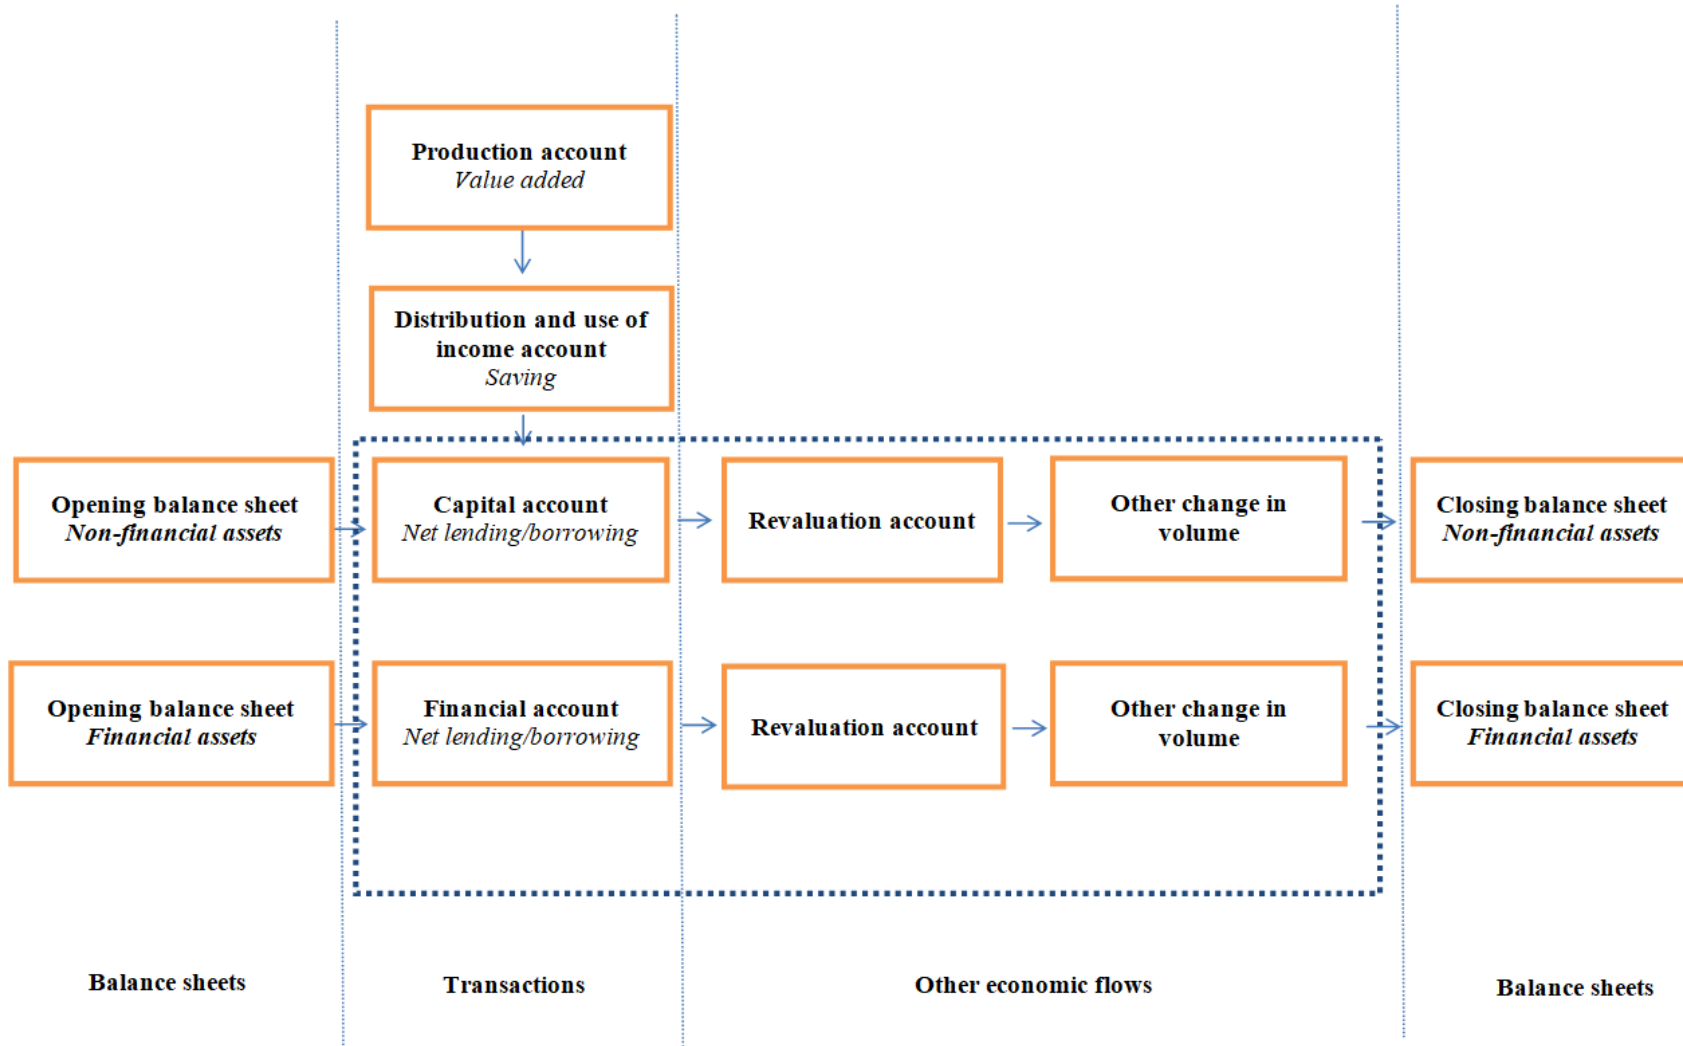 Production account
Value added
Distribution and use of
income account
Saving
Opening balance sheet
Non-financial assets
Capital account
Net lending/borrowing
Revaluation account
Other change in
volume
Closing balance sheet
Non-financial assets
Opening balance sheet
Financial assets
Financial account
Net lending/borrowing
Revaluation account
Other change in
volume
Closing balance sheet
Financial assets
Balance sheets
Transactions
Other economic flows
Balance sheets